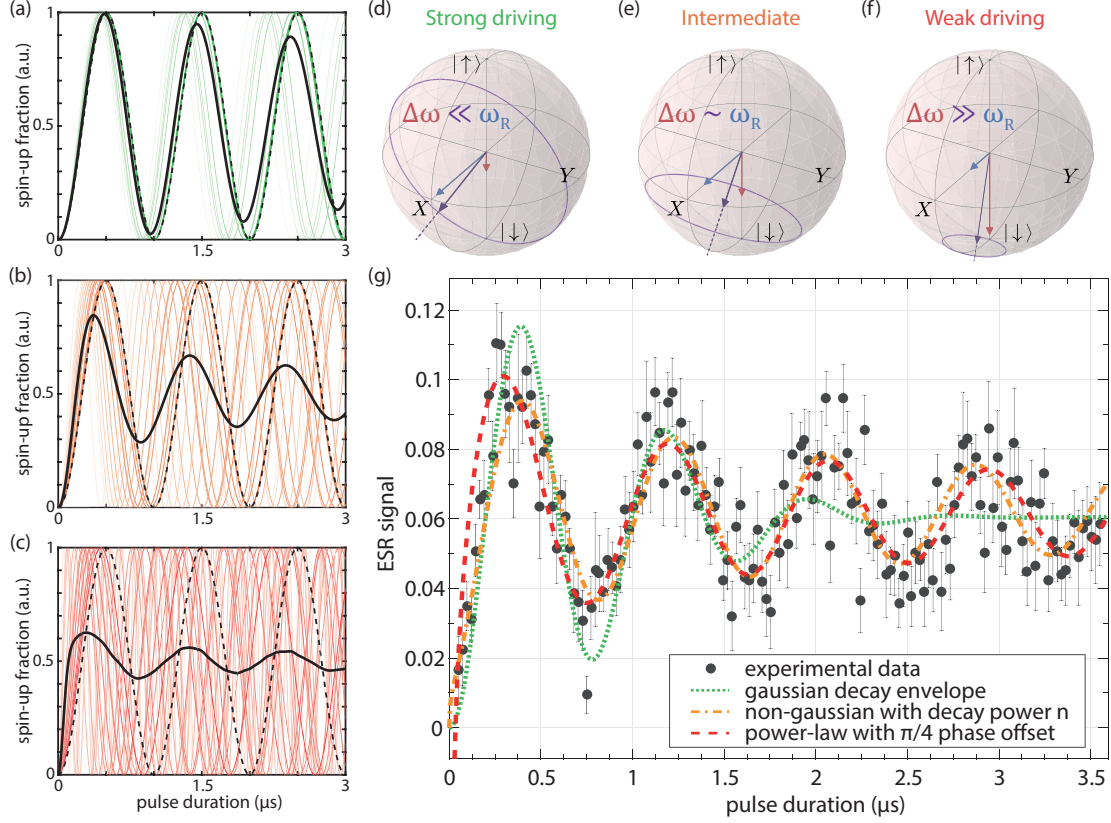 (a)
spin-up fraction (a.u.)
1
0.5
0
0 1.5 3
(b)
spin-up fraction (a.u.)
1
0.5
0
0 1.5 3
(c)
spin-up fraction (a.u.)
1
0.5
0
0 1.5 3
pulse duration (μs)
(d) Strong driving
|↑⟩
Δω ≪ ω_R
Y
X
|↓⟩
(e) Intermediate
|↑⟩
Δω ~ ω_R
Y
X
|↓⟩
(f) Weak driving
|↑⟩
Δω ≫ ω_R
Y
X
|↓⟩
(g)
ESR signal
0.12
0.1
0.08
0.06
0.04
0.02
0
experimental data
gaussian decay envelope
non-gaussian with decay power n
power-law with π/4 phase offset
0 0.5 1 1.5 2 2.5 3 3.5
pulse duration (μs)